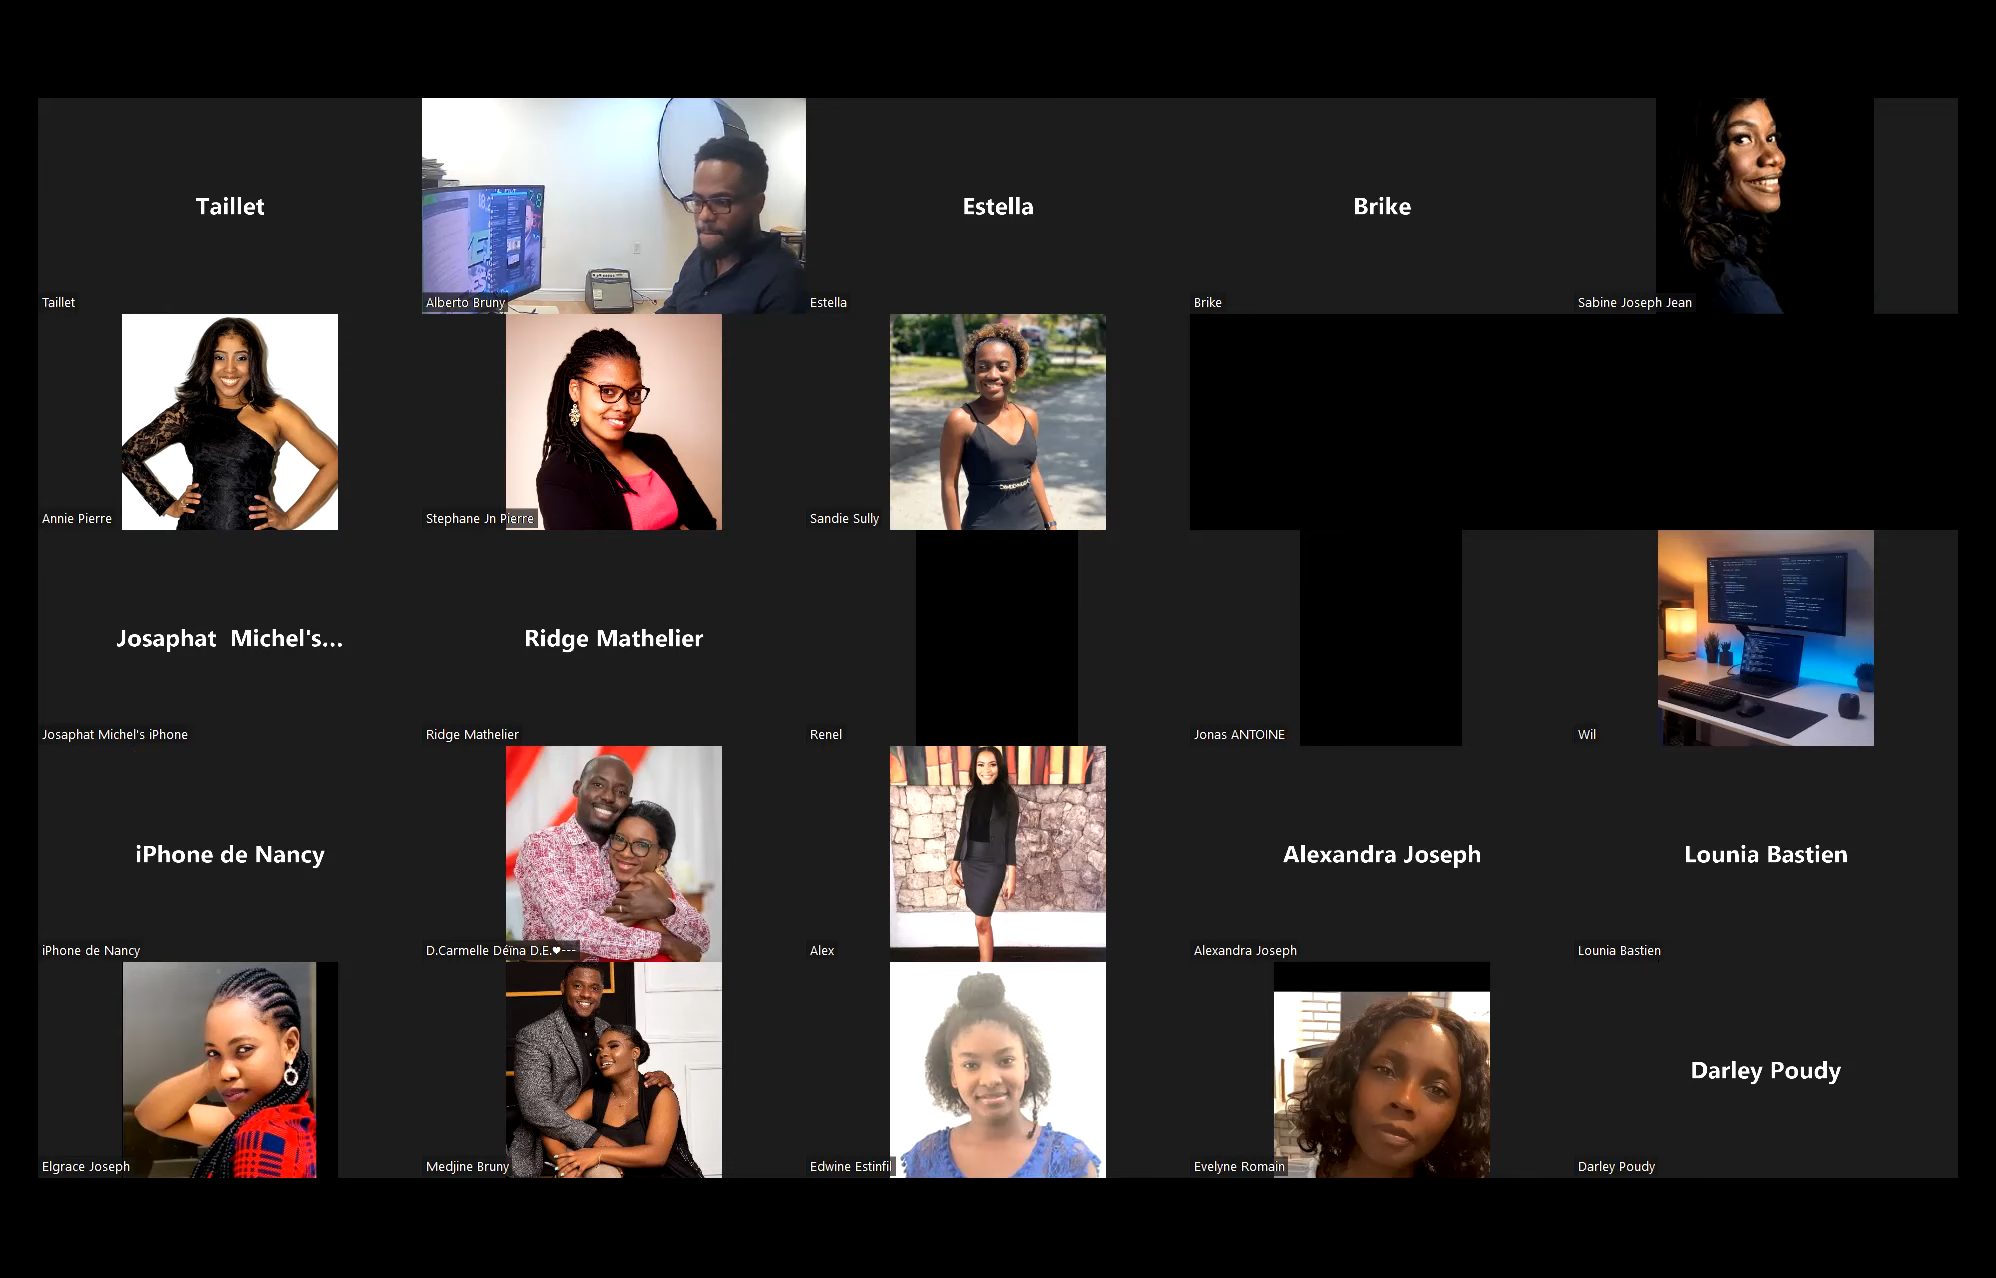 Taillet
Taillet
Alberto Bruny
Estella
Estella
Brike
Brike
Sabine Joseph Jean
Annie Pierre
Stephane Jn Pierre
Sandie Sully
Josaphat  Michel's...
Josaphat Michel's iPhone
Ridge Mathelier
Ridge Mathelier
Renel
Jonas ANTOINE
Wil
iPhone de Nancy
iPhone de Nancy
D.Carmelle Déïna D.E.♥---
Alex
Alexandra Joseph
Alexandra Joseph
Lounia Bastien
Lounia Bastien
Elgrace Joseph
Medjine Bruny
Edwine Estinfil
Evelyne Romain
Darley Poudy
Darley Poudy